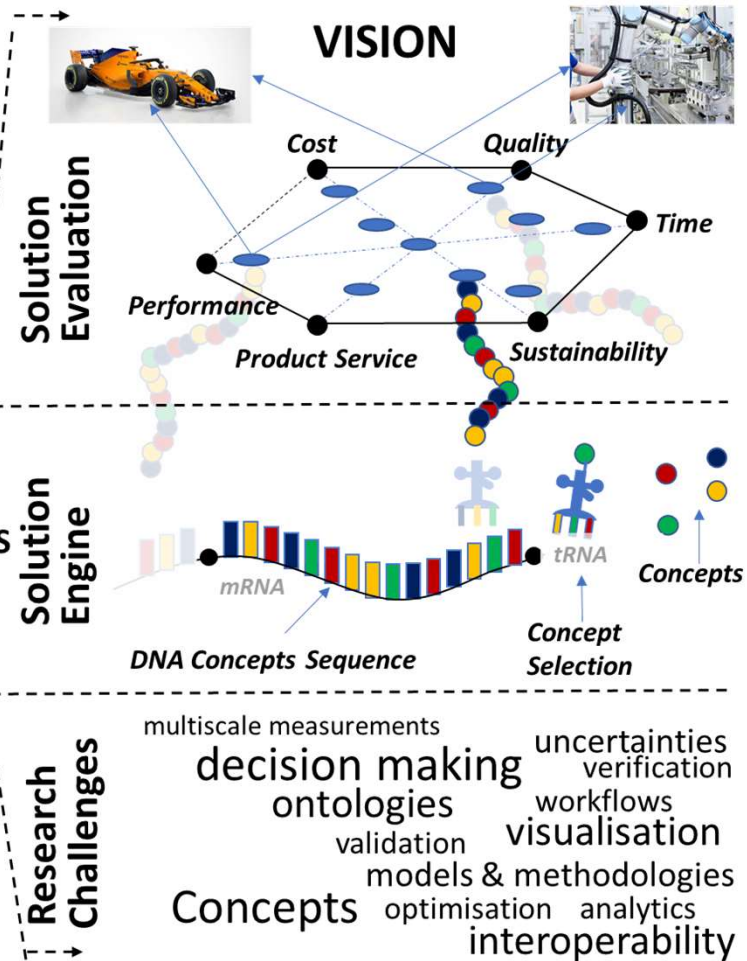 VISION
Cost
Quality
Time
Performance
Product Service
Sustainability
Solution
Evaluation
s
Solution
Engine
mRNA
tRNA
Concepts
DNA Concepts Sequence
Concept
Selection
Research
Challenges
multiscale measurements
uncertainties
decision making
verification
ontologies
workflows
validation
visualisation
models & methodologies
Concepts
optimisation
analytics
interoperability